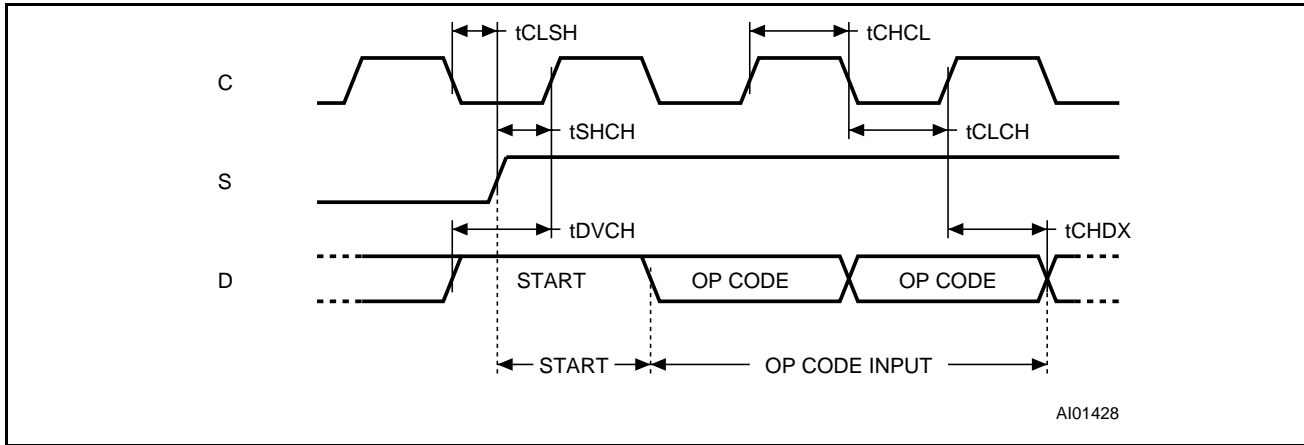 tCLSH
tCHCL
C
tSHCH
tCLCH
S
tDVCH
tCHDX
D
START
OP CODE
OP CODE
START
OP CODE INPUT
AI01428